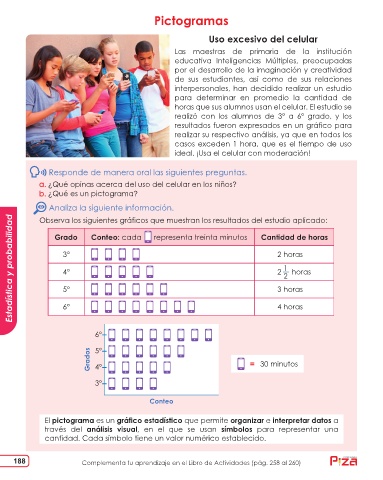 Pictogramas
Uso excesivo del celular
Las maestras de primaria de la institución
educativa Inteligencias Múltiples, preocupadas
por el desarrollo de la imaginación y creatividad
de sus estudiantes, así como de sus relaciones
interpersonales, han decidido realizar un estudio
para determinar en promedio la cantidad de
horas que sus alumnos usan el celular. El estudio se
realizó con los alumnos de 3° a 6° grado, y los
resultados fueron expresados en un gráfico para
realizar su respectivo análisis, ya que en todos los
casos exceden 1 hora, que es el tiempo de uso
ideal. ¡Usa el celular con moderación!
Responde de manera oral las siguientes preguntas.
a. ¿Qué opinas acerca del uso del celular en los niños?
b. ¿Qué es un pictograma?
Analiza la siguiente información.
Observa los siguientes gráficos que muestran los resultados del estudio aplicado:
Grado Conteo: cada representa treinta minutos Cantidad de horas
3° 2 horas
4° 2 1/2 horas
5° 3 horas
6° 4 horas
6°
5°
4°
3°
Grados
Conteo
= 30 minutos
El pictograma es un gráfico estadístico que permite organizar e interpretar datos a
través del análisis visual, en el que se usan símbolos para representar una
cantidad. Cada símbolo tiene un valor numérico establecido.
Estadística y probabilidad
188
Complementa tu aprendizaje en el Libro de Actividades (pág. 258 al 260)